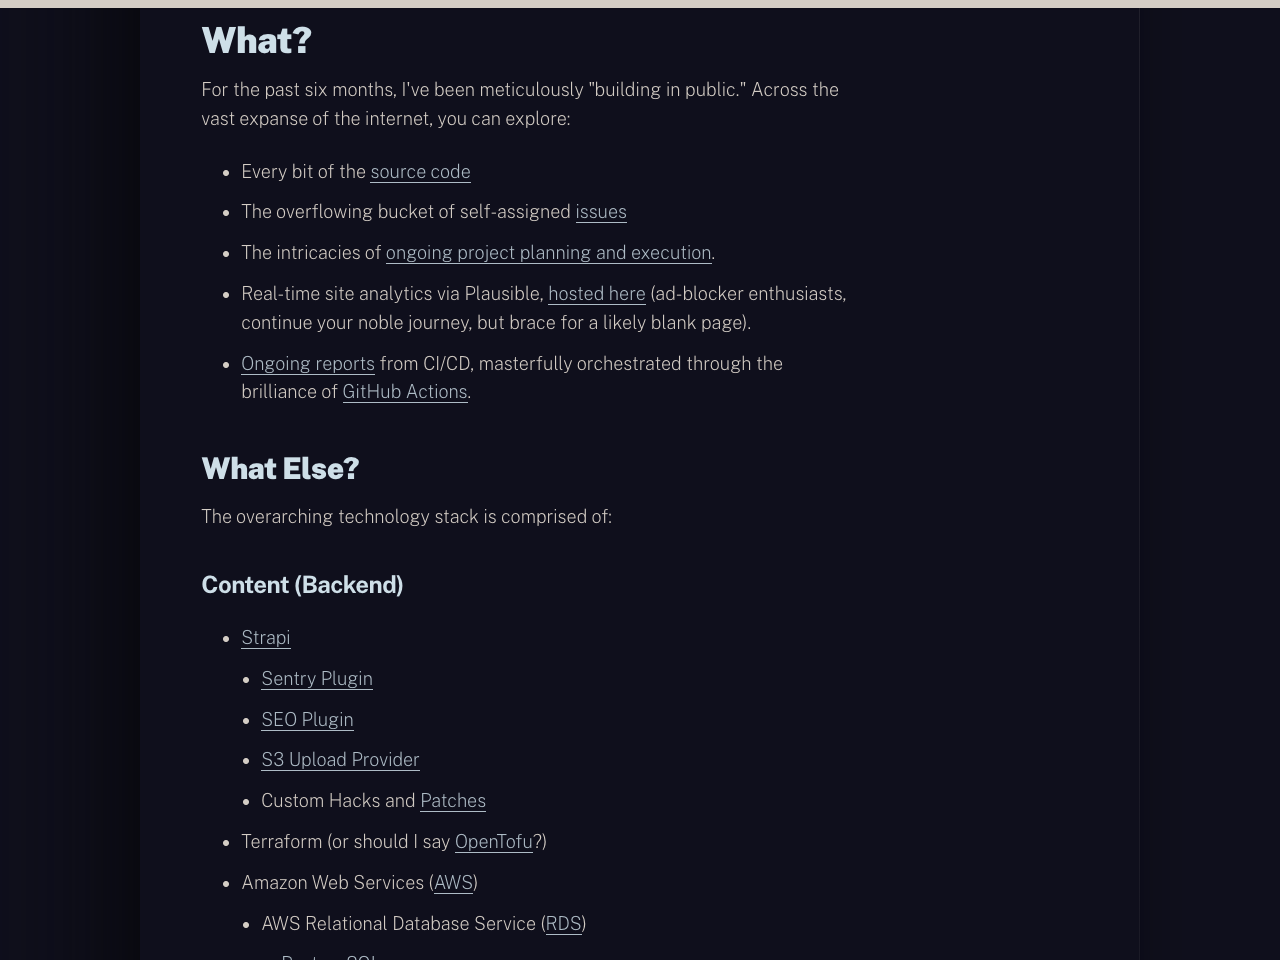 What?
For the past six months, I've been meticulously "building in public." Across the
vast expanse of the internet, you can explore:
Every bit of the source code
The overflowing bucket of self-assigned issues
The intricacies of ongoing project planning and execution.
Real-time site analytics via Plausible, hosted here (ad-blocker enthusiasts,
continue your noble journey, but brace for a likely blank page).
Ongoing reports from CI/CD, masterfully orchestrated through the
brilliance of GitHub Actions.
What Else?
The overarching technology stack is comprised of:
Content (Backend)
Strapi
Sentry Plugin
SEO Plugin
S3 Upload Provider
Custom Hacks and Patches
Terraform (or should I say OpenTofu?)
Amazon Web Services (AWS)
AWS Relational Database Service (RDS)